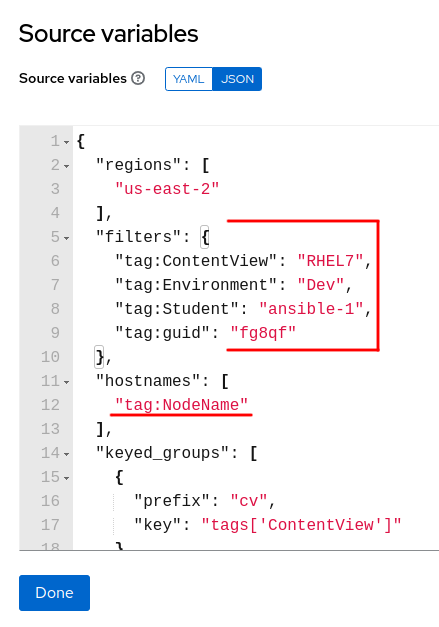 Source variables
Source variables YAML JSON
1 {
2 "regions": [
3 "us-east-2"
4 ],
5 "filters": {
6 "tag:ContentView": "RHEL7",
7 "tag:Environment": "Dev",
8 "tag:Student": "ansible-1",
9 "tag:guid": "fg8qf"
10 },
11 "hostnames": [
12 "tag:NodeName"
13 ],
14 "keyed_groups": [
15 {
16 "prefix": "cv",
17 "key": "tags['ContentView']"
18 }
Done